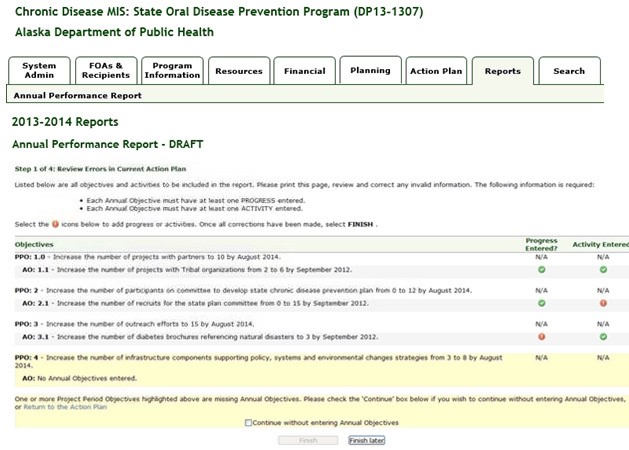 Chronic Disease MIS: State Oral Disease Prevention Program (DP13-1307)
Alaska Department of Public Health
System Admin
FOAs & Recipients
Program Information
Resources
Financial
Planning
Action Plan
Reports
Search
Annual Performance Report
2013-2014 Reports
Annual Performance Report - DRAFT
Step 1 of 4: Review Errors in Current Action Plan
Listed below are all objectives and activities to be included in the report. Please print this page, review and correct any invalid information. The following information is required:
• Each Annual Objective must have at least one PROGRESS entered.
• Each Annual Objective must have at least one ACTIVITY entered.
Select the icons below to add progress or activities. Once all corrections have been made, select FINISH .
Objectives Progress Entered? Activity Entered
PPO: 1.0 - Increase the number of projects with partners to 10 by August 2014. N/A N/A
AO: 1.1 - Increase the number of projects with Tribal organizations from 2 to 6 by September 2012.
PPO: 2 - Increase the number of participants on committee to develop state chronic disease prevention plan from 0 to 12 by August 2014. N/A N/A
AO: 2.1 - Increase the number of recruits for the state plan committee from 0 to 15 by September 2012.
PPO: 3 - Increase the number of outreach efforts to 15 by August 2014. N/A N/A
AO: 3.1 - Increase the number of diabetes brochures referencing natural disasters to 3 by September 2012.
PPO: 4 - Increase the number of infrastructure components supporting policy, systems and environmental changes strategies from 3 to 8 by August 2014. N/A N/A
AO: No Annual Objectives entered.
One or more Project Period Objectives highlighted above are missing Annual Objectives. Please check the 'Continue' box below if you wish to continue without entering Annual Objectives,
or Return to the Action Plan
Continue without entering Annual Objectives
Finish Finish later